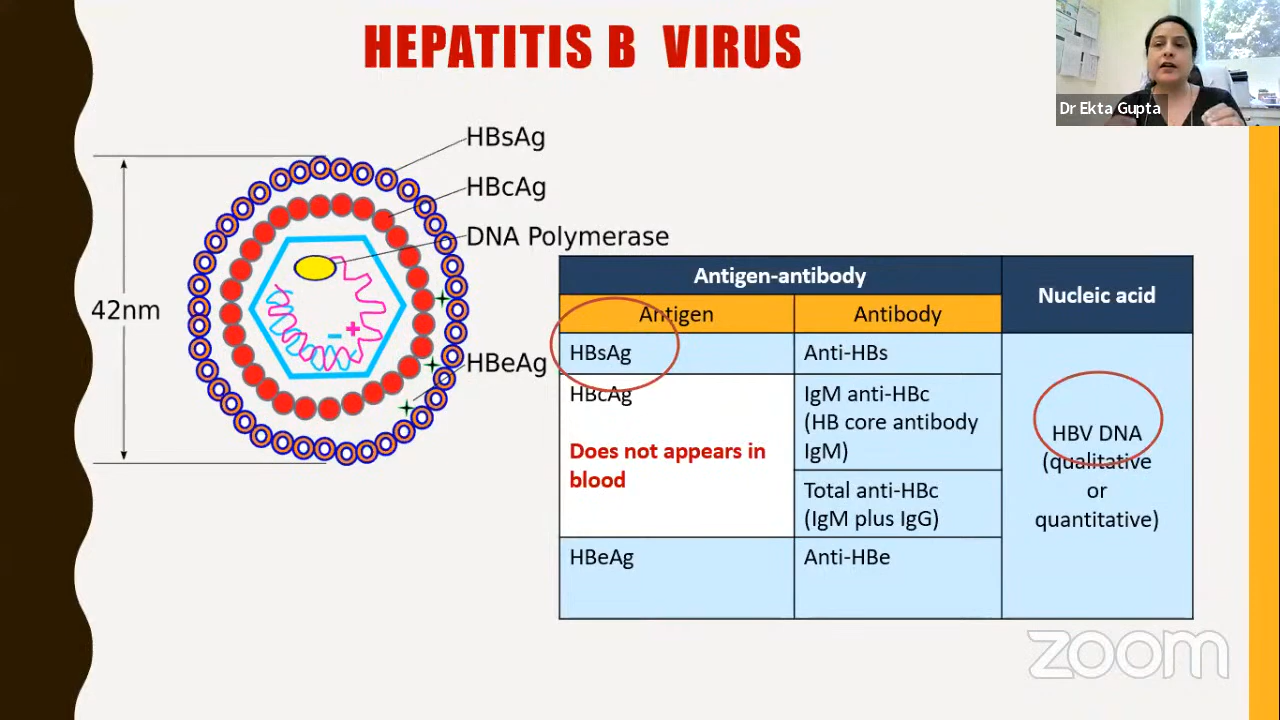 HEPATITIS B VIRUS
Dr Ekta Gupta
HBsAg
HBcAg
DNA Polymerase
42nm
HBeAg
- +
Antigen-antibody
Nucleic acid
Antigen
Antibody
HBsAg
Anti-HBs
HBcAg
Does not appears in
blood
IgM anti-HBc
(HB core antibody
IgM)
Total anti-HBc
(IgM plus IgG)
HBeAg
Anti-HBe
HBV DNA
(qualitative
or
quantitative)
zoom